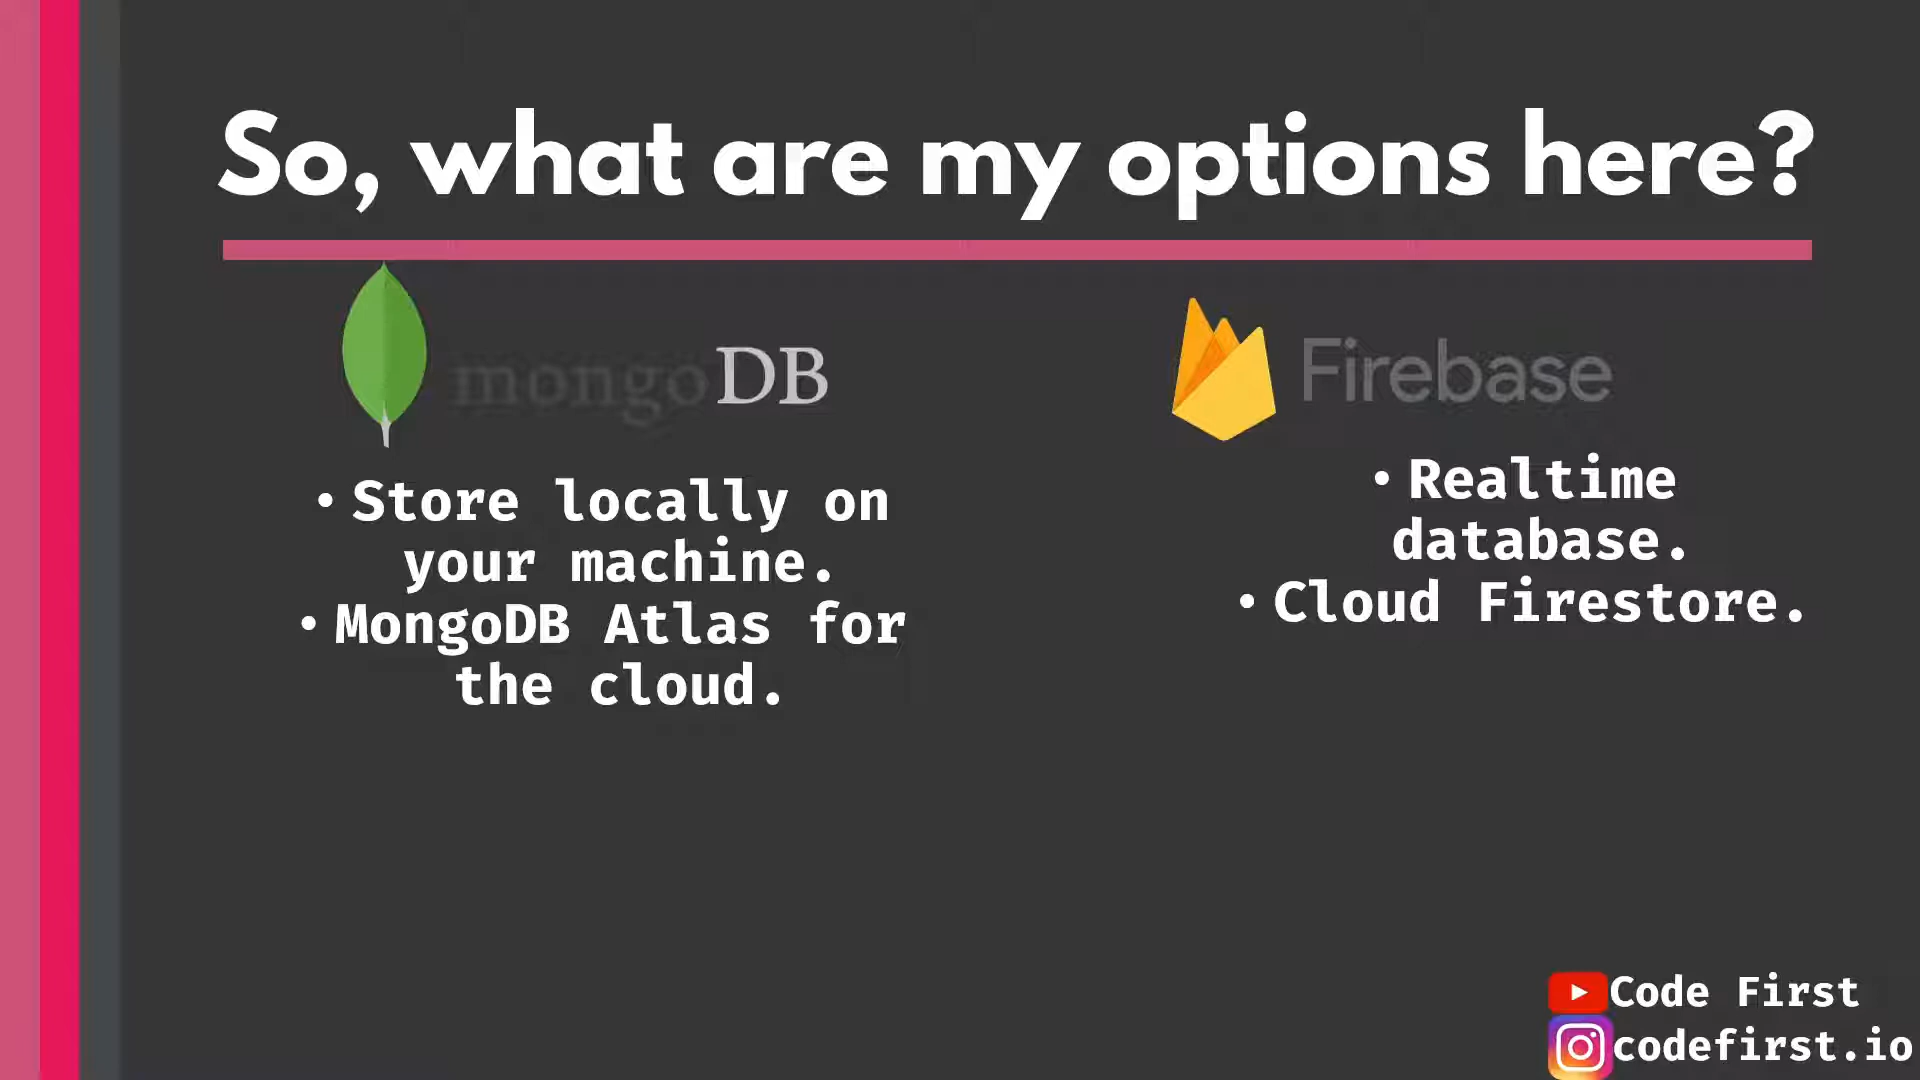 So, what are my options here?
mongoDB
• Store locally on
your machine.
• MongoDB Atlas for
the cloud.
Firebase
• Realtime
database.
• Cloud Firestore.
Code First
codefirst.io